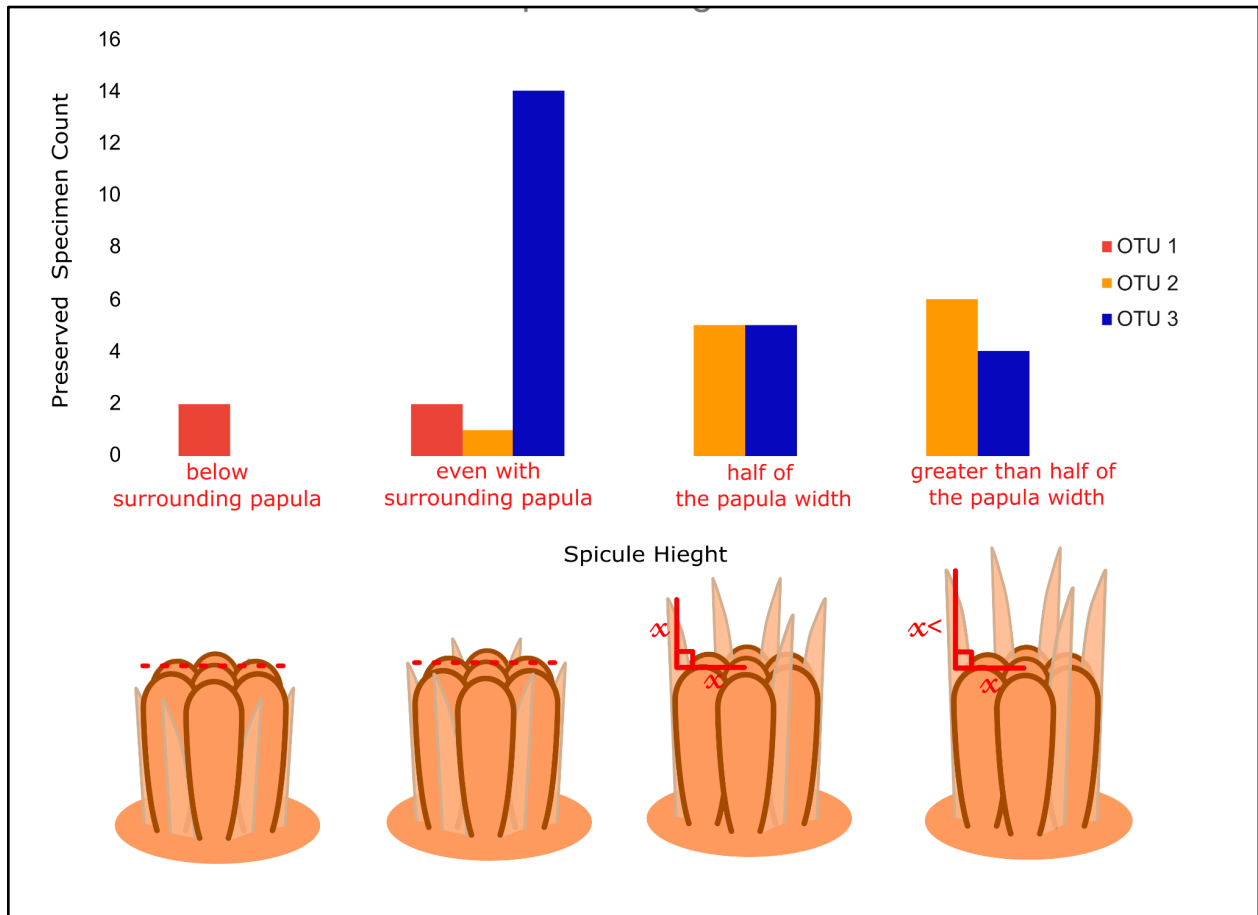 16
14
12
10
8
6
4
2
0
Preserved Specimen Count
OTU 1
OTU 2
OTU 3
below
surrounding papula
even with
surrounding papula
half of
the papula width
greater than half of
the papula width
Spicule Hieght
x
x
x<
x